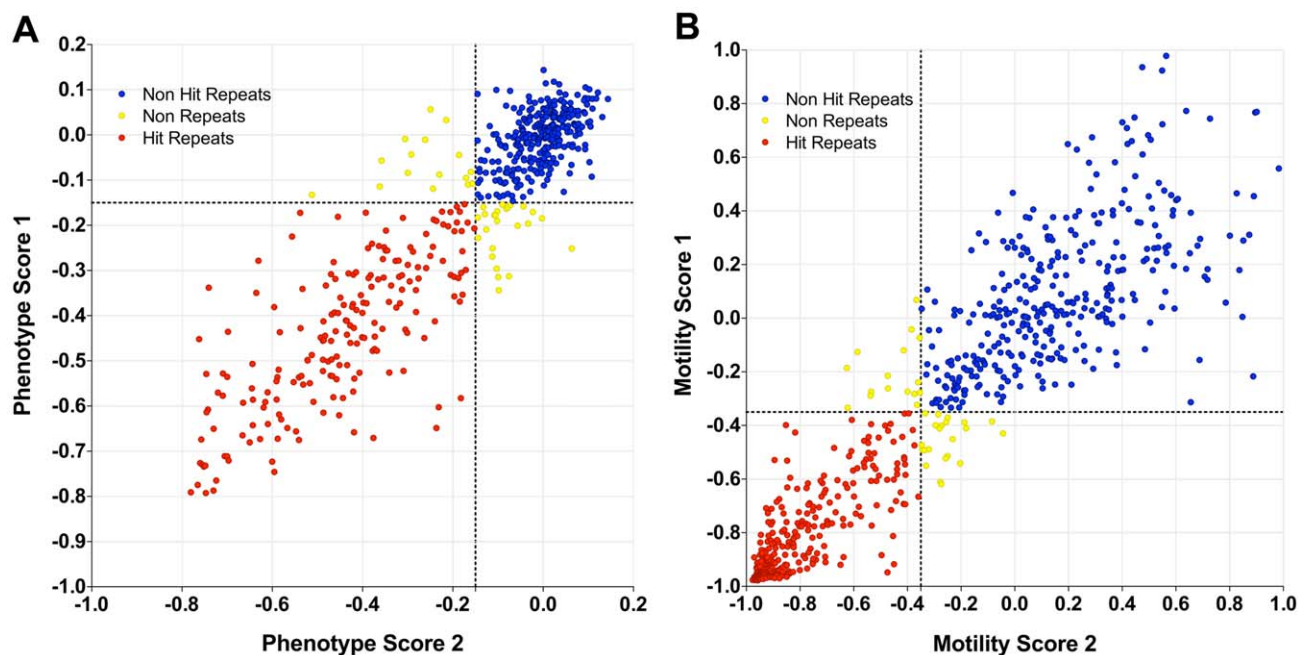 A
0.2
0.1
0.0
-0.1
-0.2
-0.3
-0.4
-0.5
-0.6
-0.7
-0.8
-0.9
-1.0
Phenotype Score 1
Non Hit Repeats
Non Repeats
Hit Repeats
-1.0 -0.8 -0.6 -0.4 -0.2 0.0 0.2
Phenotype Score 2
B
1.0
0.8
0.6
0.4
0.2
0.0
-0.2
-0.4
-0.6
-0.8
-1.0
Motility Score 1
Non Hit Repeats
Non Repeats
Hit Repeats
-1.0 -0.8 -0.6 -0.4 -0.2 0.0 0.2 0.4 0.6 0.8 1.0
Motility Score 2